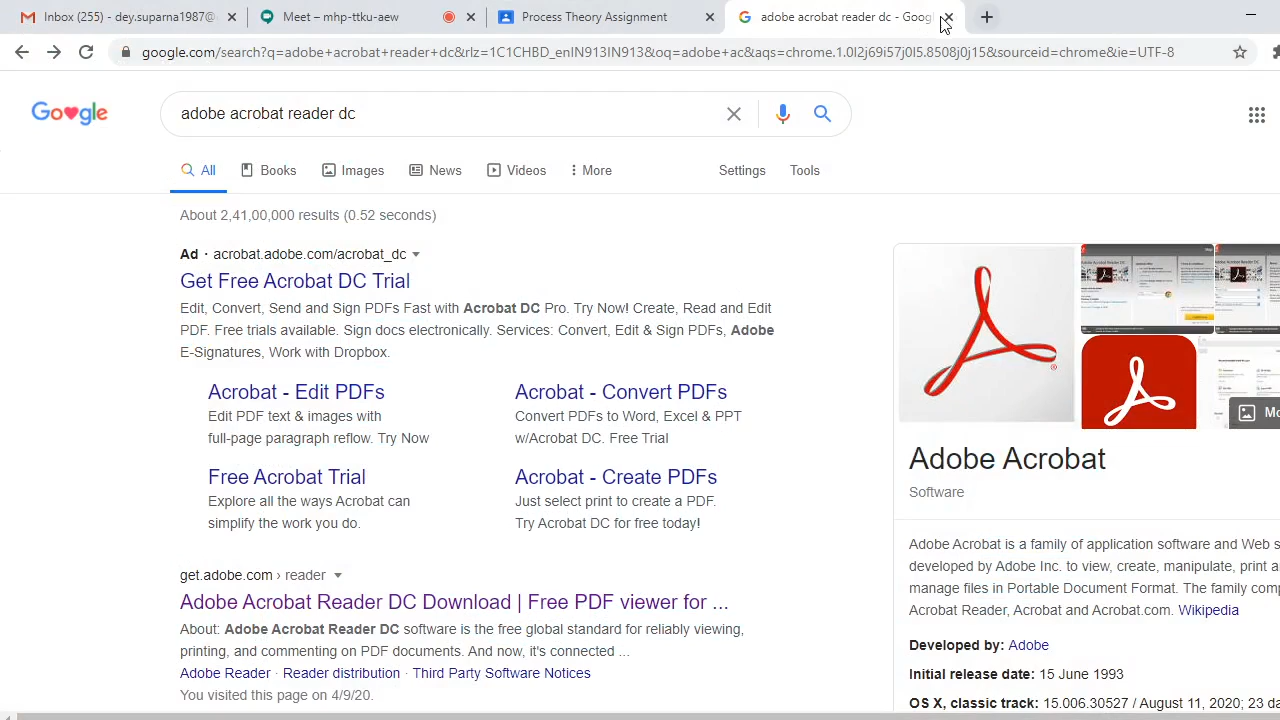 Inbox (255) - dey.suparna1987@
Meet – mhp-ttku-aew
Process Theory Assignment
adobe acrobat reader dc - Goog
google.com/search?q=adobe+acrobat+reader+dc&rlz=1C1CHBD_enIN913IN913&oq=adobe+ac&aqs=chrome.1.0l2j69i57j0l5.8508j0j15&sourceid=chrome&ie=UTF-8
Google
adobe acrobat reader dc
All Books Images News Videos More Settings Tools
About 2,41,00,000 results (0.52 seconds)
Ad · acrobat.adobe.com/acrobat_dc
Get Free Acrobat DC Trial
Edit, Convert, Send and Sign PDFs Fast with Acrobat DC Pro. Try Now! Create, Read and Edit
PDF. Free trials available. Sign docs electronically. Services: Convert, Edit & Sign PDFs, Adobe
E-Signatures, Work with Dropbox.
Acrobat - Edit PDFs
Edit PDF text & images with
full-page paragraph reflow. Try Now
Acrobat - Convert PDFs
Convert PDFs to Word, Excel & PPT
w/Acrobat DC. Free Trial
Free Acrobat Trial
Explore all the ways Acrobat can
simplify the work you do.
Acrobat - Create PDFs
Just select print to create a PDF.
Try Acrobat DC for free today!
get.adobe.com › reader
Adobe Acrobat Reader DC Download | Free PDF viewer for ...
About: Adobe Acrobat Reader DC software is the free global standard for reliably viewing,
printing, and commenting on PDF documents. And now, it's connected ...
Adobe Reader · Reader distribution · Third Party Software Notices
You visited this page on 4/9/20.
Adobe Acrobat
Software
Adobe Acrobat is a family of application software and Web s
developed by Adobe Inc. to view, create, manipulate, print a
manage files in Portable Document Format. The family comp
Acrobat Reader, Acrobat and Acrobat.com. Wikipedia
Developed by: Adobe
Initial release date: 15 June 1993
OS X, classic track: 15.006.30527 / August 11, 2020; 23 da